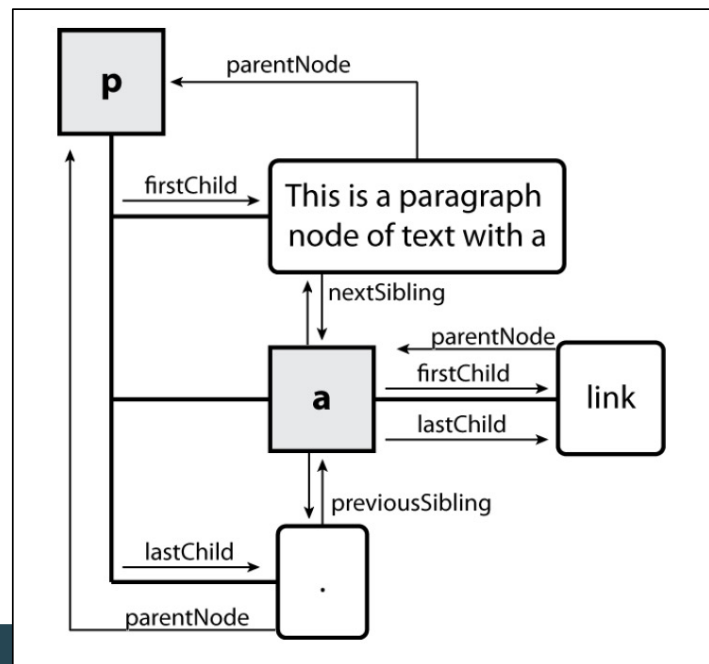 p
parentNode
firstChild
This is a paragraph
node of text with a
nextSibling
parentNode
firstChild
a
link
lastChild
previousSibling
lastChild
.
parentNode